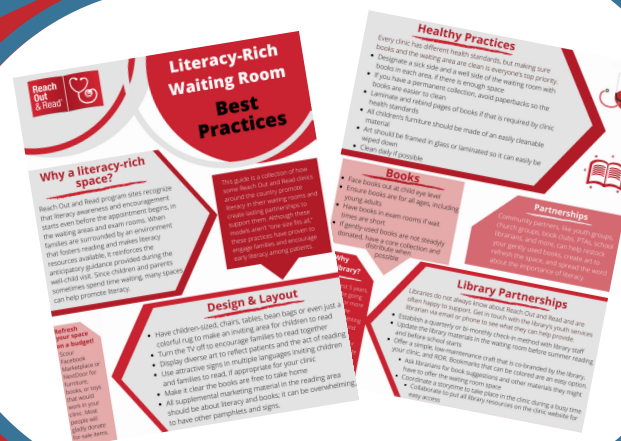 Reach
Out
& Read
Literacy-Rich
Waiting Room
Best
Practices
Why a literacy-rich
space?
Reach Out and Read program sites recognize
that literacy awareness and encouragement
starts even before the appointment begins, in
the waiting areas and exam rooms. When
families are surrounded by an environment
that fosters reading and makes literacy
resources available, it reinforces the
anticipatory guidance provided during the
well-child visit. Since children and parents
sometimes spend time waiting, many spaces
can help promote literacy.
This guide is a collection of how
some Reach Out and Read clinics
around the country promote
literacy in their waiting rooms and
create lasting partnerships to
support them. Although these
models aren't "one size fits all,"
these practices have proven to
engage families and encourage
early literacy among patients.
Refresh
your space
on a budget!
Scour
Facebook
Marketplace or
NextDoor for
furniture,
books, or toys
that would
work in your
clinic. Most
people will
gladly donate
for-sale items.
Design & Layout
• Have children-sized, chairs, tables, bean bags or even just a
colorful rug to make an inviting area for children to read
• Turn the TV off to encourage families to read together
• Display diverse art to reflect patients and the act of reading
• Use attractive signs in multiple languages inviting children
and families to read, if appropriate for your clinic
• Make it clear the books are free to take home
• All supplemental marketing material in the reading area
should be about literacy and books; it can be overwhelming
to have other pamphlets and signs.
Healthy Practices
Every clinic has different health standards, but making sure
books and the waiting area are clean is everyone's top priority.
• Designate a sick side and a well side of the waiting room with
books in each area, if there is enough space
• If you have a permanent collection, avoid paperbacks so the
books are easier to clean
• Laminate and rebind pages of books if that is required by clinic
health standards
• All children's furniture should be made of an easily cleanable
material
• Art should be framed in glass or laminated so it can easily be
wiped down
• Clean daily if possible
Books
• Face books out at child eye level
• Ensure books are for all ages, including
young adults
• Have books in exam rooms if wait
times are short
• If gently-used books are not steadily
donated, have a core collection and
distribute when
possible
Partnerships
Community partners, like youth groups,
church groups, book clubs, PTAs, school
librarians, and more, can help restock
your gently used books, create art to
refresh the space, and spread the word
about the importance of literacy
Why
library?
Library Partnerships
Libraries do not always know about Reach Out and Read and are
often happy to support. Get in touch with the library's youth services
librarian via email or phone to see what they can help provide.
• Establish a quarterly or bi-monthly check-in method with library staff
• Update the library materials in the waiting room before summer reading
and before school starts
• Offer a simple, low-maintenance craft that is co-branded by the library,
your clinic, and ROR. Bookmarks that can be colored are an easy option
• Ask librarians for book suggestions and other materials they might
have to offer the waiting room space
• Coordinate a storytime to take place in the clinic during a busy time
• Collaborate to put all library resources on the clinic website for
easy access